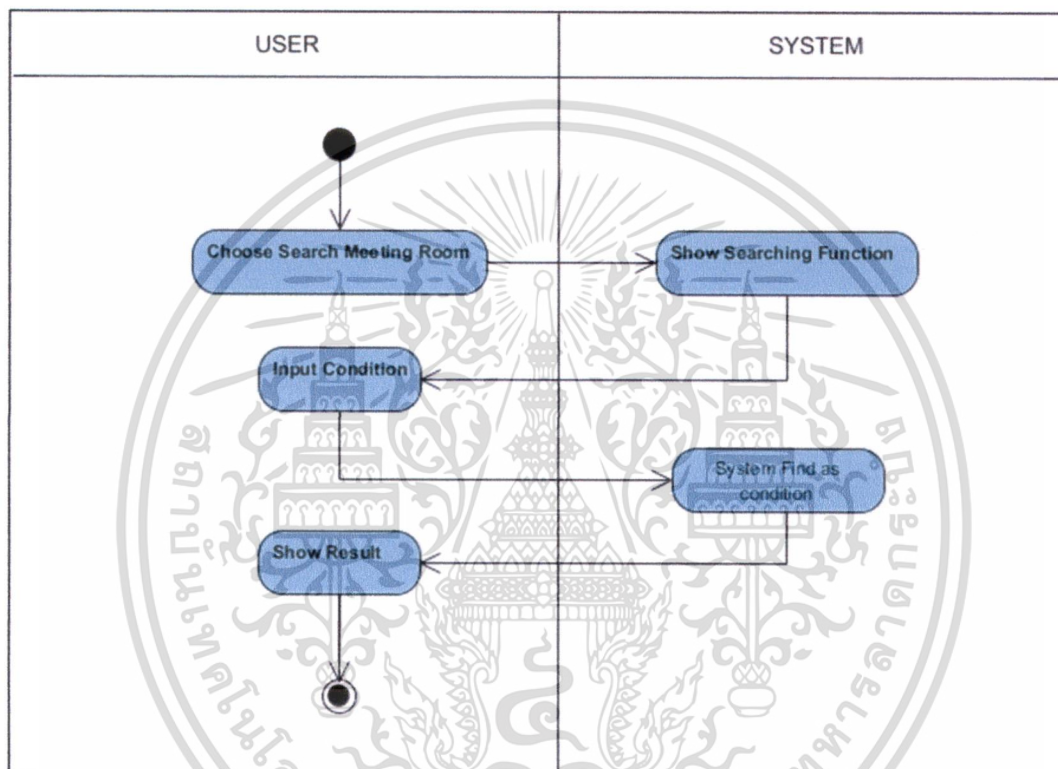 USER
SYSTEM
Choose Search Meeting Room
Show Searching Function
Input Condition
System Find as
condition
Show Result